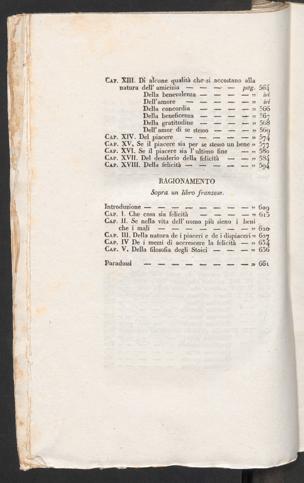 CAP. XIII. Di alcune qualità che si accostano alla
natura dell' amicizia — — — — pag. 564
Della benevolenza — — — — » ivi
Dell' amore — — — — » ivi
Della concordia — — — — » 566
Della beneficenza — — — — » 567
Della gratitudine — — — — » 568
Dell' amor di se stesso — — — » 569
CAP. XIV. Del piacere — — — — » 574
CAP. XV. Se il piacere sia per se stesso un bene » 577
CAP. XVI. Se il piacere sia l' ultimo fine — » 580
CAP. XVII. Del desiderio della felicità — — » 584
CAP. XVIII. Della felicità — — — — » 594
RAGIONAMENTO
Sopra un libro franzese.
Introduzione — — — — — — » 609
CAP. I. Che cosa sia felicità — — — » 615
CAP. II. Se nella vita dell' uomo più sieno i beni
che i mali — — — — — — » 620
CAP. III. Della natura de i piaceri e de i dispiaceri » 627
CAP. IV De i mezzi di accrescere la felicità — » 634
CAP. V. Della filosofia degli Stoici — — » 636
Paradossi — — — — — — » 661